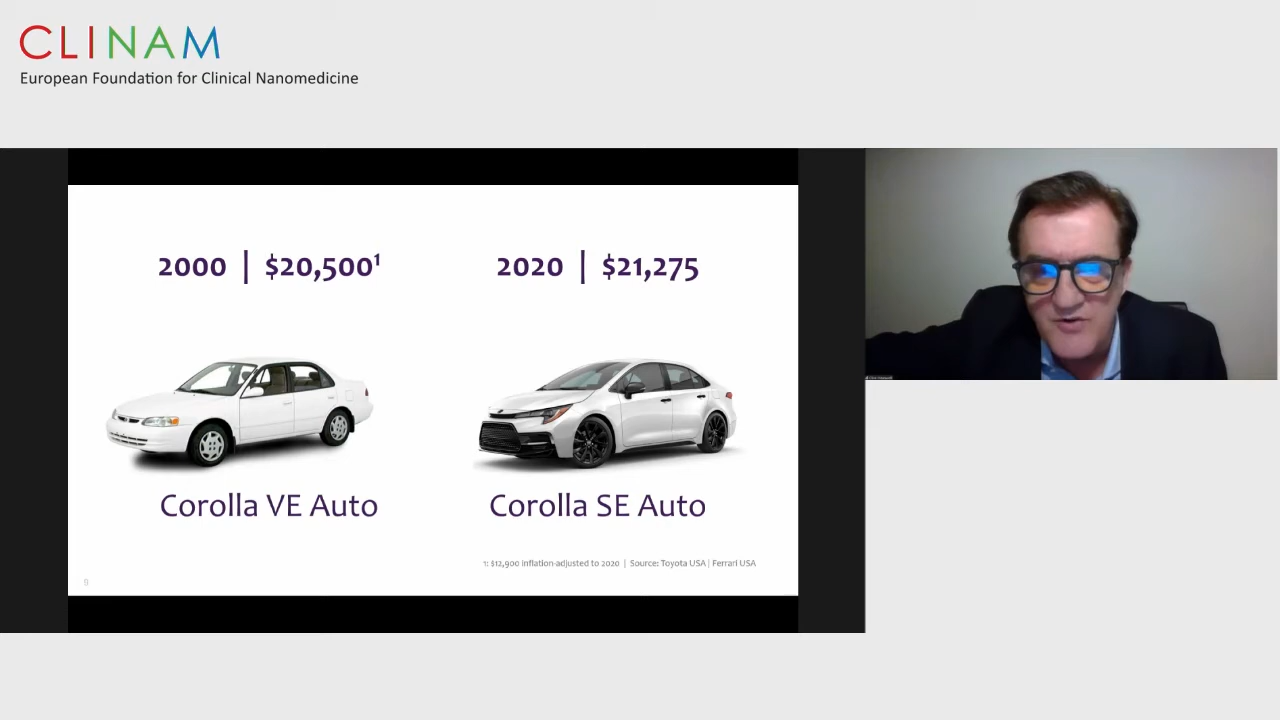 CLINAM
European Foundation for Clinical Nanomedicine
2000 | $20,500¹
2020 | $21,275
Corolla VE Auto
Corolla SE Auto
1: $12,900 inflation-adjusted to 2020 | Source: Toyota USA | Ferrari USA
9